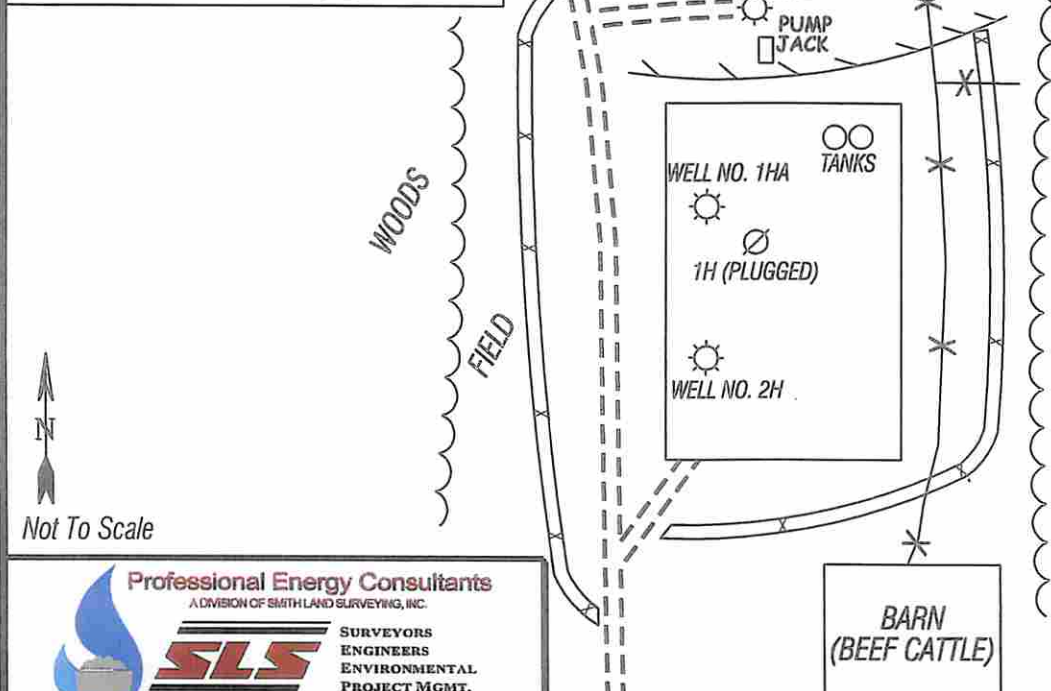 PUMP
JACK
TANKS
WELL NO. 1HA
1H (PLUGGED)
WOODS
FIELD
WELL NO. 2H
N
Not To Scale
Professional Energy Consultants
A DIVISION OF SMITH LAND SURVEYING, INC.
SLS
SURVEYORS
ENGINEERS
ENVIRONMENTAL
PROJECT MGMT.
BARN
(BEEF CATTLE)